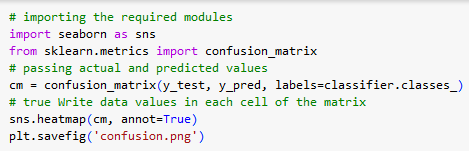 # importing the required modules
import seaborn as sns
from sklearn.metrics import confusion_matrix
# passing actual and predicted values
cm = confusion_matrix(y_test, y_pred, labels=classifier.classes_)
# true Write data values in each cell of the matrix
sns.heatmap(cm, annot=True)
plt.savefig('confusion.png')